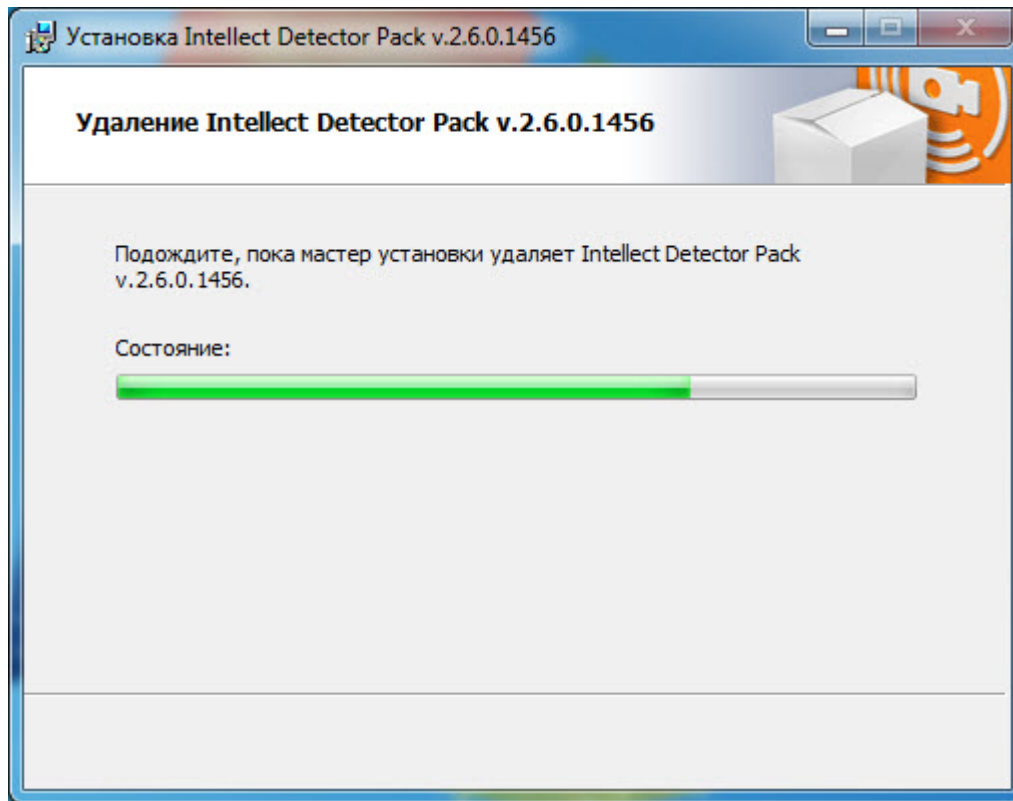 Установка Intellect Detector Pack v.2.6.0.1456
Удаление Intellect Detector Pack v.2.6.0.1456
Подождите, пока мастер установки удаляет Intellect Detector Pack
v.2.6.0.1456.
Состояние: